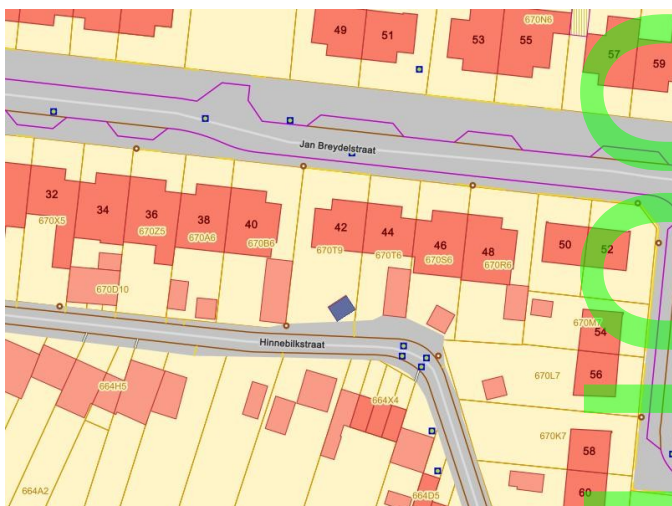 670N6
49
51
53
55
57
59
Jan Breydelstraat
32
34
36
38
40
42
44
46
48
50
52
670X5
670Z5
670A6
670B6
670T9
670T6
670S6
670R6
670D10
670M7
54
Hinnebilkstraat
664H5
664X4
670L7
56
670K7
58
664A2
664D5
60